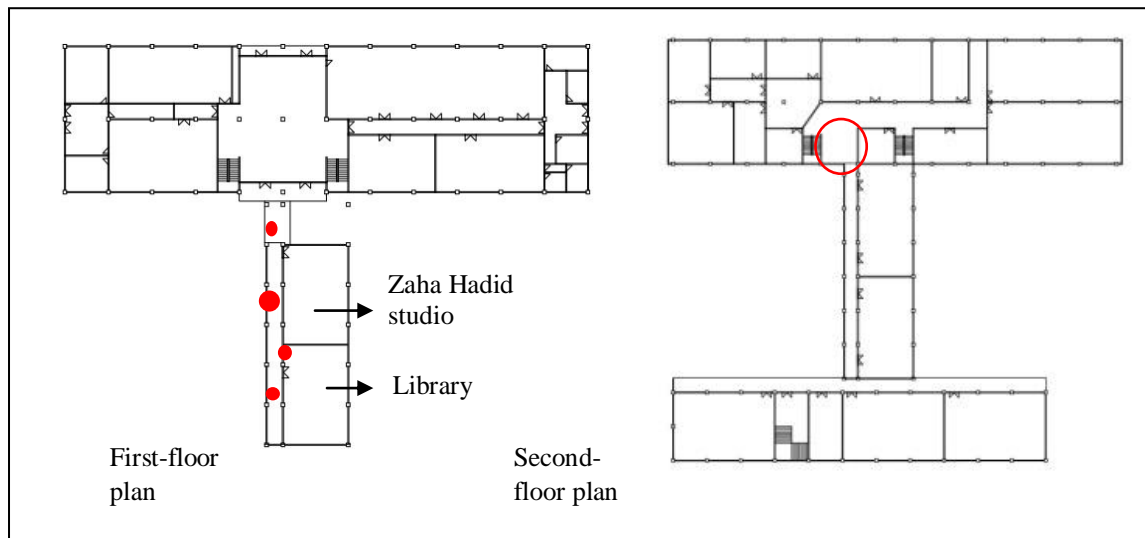 Zaha Hadid
studio
Library
First-floor
plan
Second-
floor plan